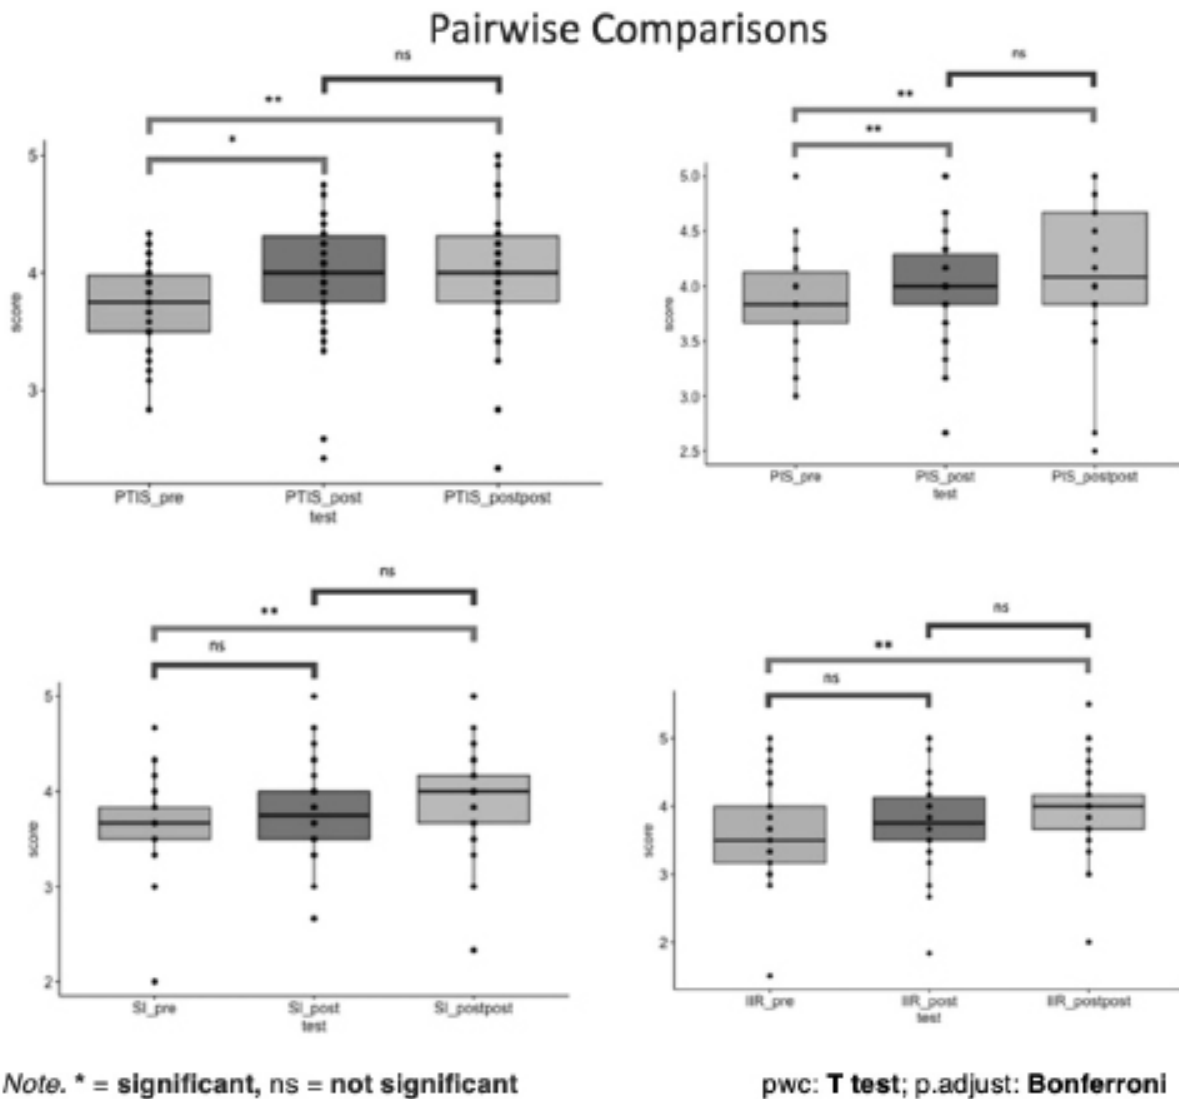 Pairwise Comparisons
ns
**
*
5
4
3
score
PTIS_pre
PTIS_post
PTIS_postpost
test
ns
**
**
5.0
4.5
4.0
3.5
3.0
2.5
score
PIS_pre
PIS_post
PIS_postpost
test
ns
**
ns
5
4
3
2
score
SI_pre
SI_post
SI_postpost
test
ns
**
ns
5
4
3
2
score
IIR_pre
IIR_post
IIR_postpost
test
Note. * = significant, ns = not significant
pwc: T test; p.adjust: Bonferroni